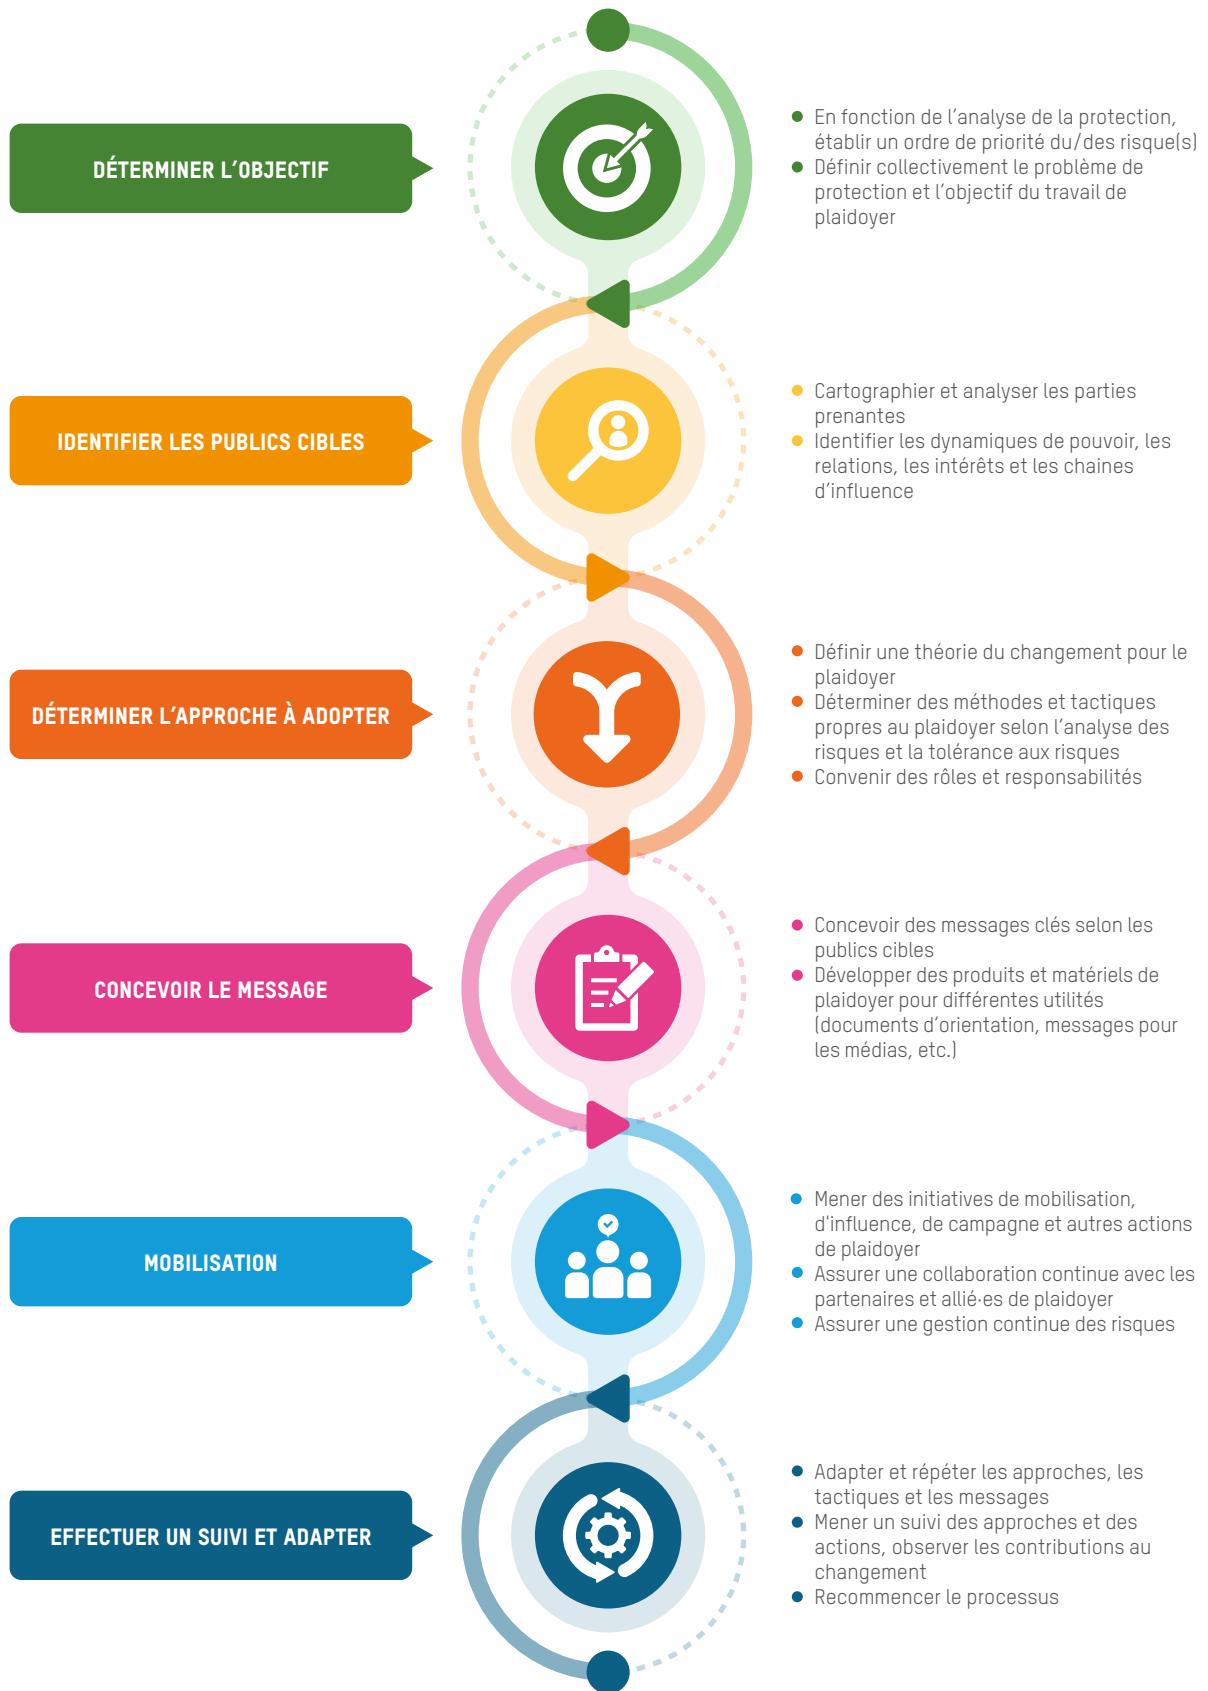 DÉTERMINER L’OBJECTIF
En fonction de l’analyse de la protection,
établir un ordre de priorité du/des risque(s)
Définir collectivement le problème de
protection et l’objectif du travail de
plaidoyer
IDENTIFIER LES PUBLICS CIBLES
Cartographier et analyser les parties
prenantes
Identifier les dynamiques de pouvoir, les
relations, les intérêts et les chaines
d’influence
DÉTERMINER L’APPROCHE À ADOPTER
Définir une théorie du changement pour le
plaidoyer
Déterminer des méthodes et tactiques
propres au plaidoyer selon l’analyse des
risques et la tolérance aux risques
Convenir des rôles et responsabilités
CONCEVOIR LE MESSAGE
Concevoir des messages clés selon les
publics cibles
Développer des produits et matériels de
plaidoyer pour différentes utilités
(documents d’orientation, messages pour
les médias, etc.)
MOBILISATION
Mener des initiatives de mobilisation,
d'influence, de campagne et autres actions
de plaidoyer
Assurer une collaboration continue avec les
partenaires et allié·es de plaidoyer
Assurer une gestion continue des risques
EFFECTUER UN SUIVI ET ADAPTER
Adapter et répéter les approches, les
tactiques et les messages
Mener un suivi des approches et des
actions, observer les contributions au
changement
Recommencer le processus